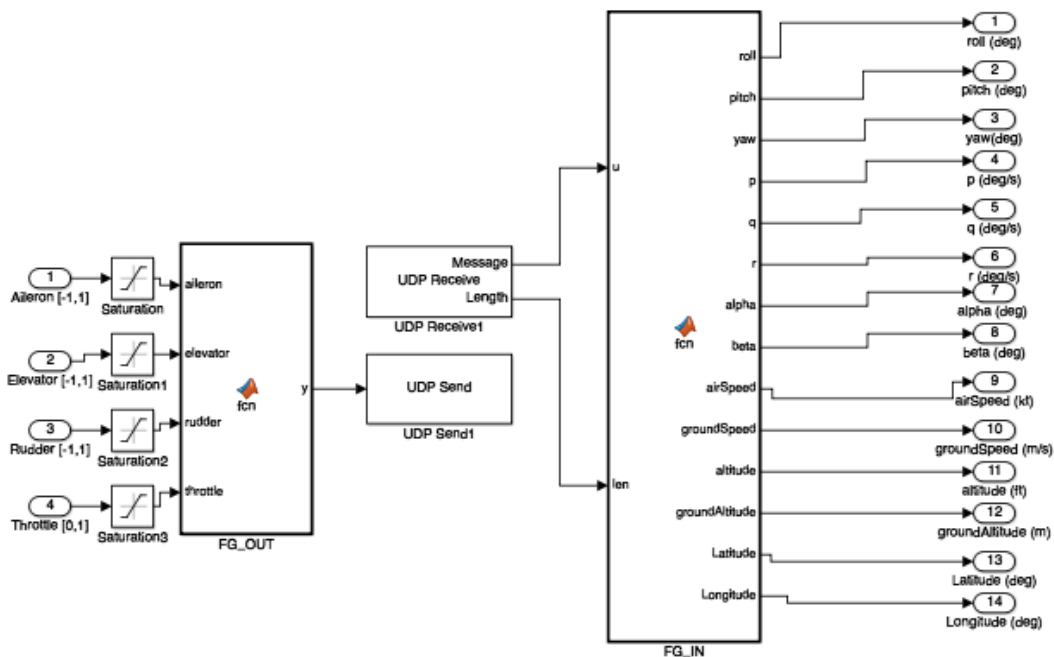 1
Aileron [-1,1]
Saturation
2
Elevator [-1,1]
Saturation1
3
Rudder [-1,1]
Saturation2
4
Throttle [0,1]
Saturation3
aileron
elevator
rudder
throttle
fcn
y
FG_OUT
Message
UDP Receive
Length
UDP Receive1
UDP Send
UDP Send1
u
len
fcn
roll
pitch
yaw
p
q
r
alpha
beta
airSpeed
groundSpeed
altitude
groundAltitude
Latitude
Longitude
FG_IN
1
roll (deg)
2
pitch (deg)
3
yaw(deg)
4
p (deg/s)
5
q (deg/s)
6
r (deg/s)
7
alpha (deg)
8
beta (deg)
9
airSpeed (kt)
10
groundSpeed (m/s)
11
altitude (ft)
12
groundAltitude (m)
13
Latitude (deg)
14
Longitude (deg)